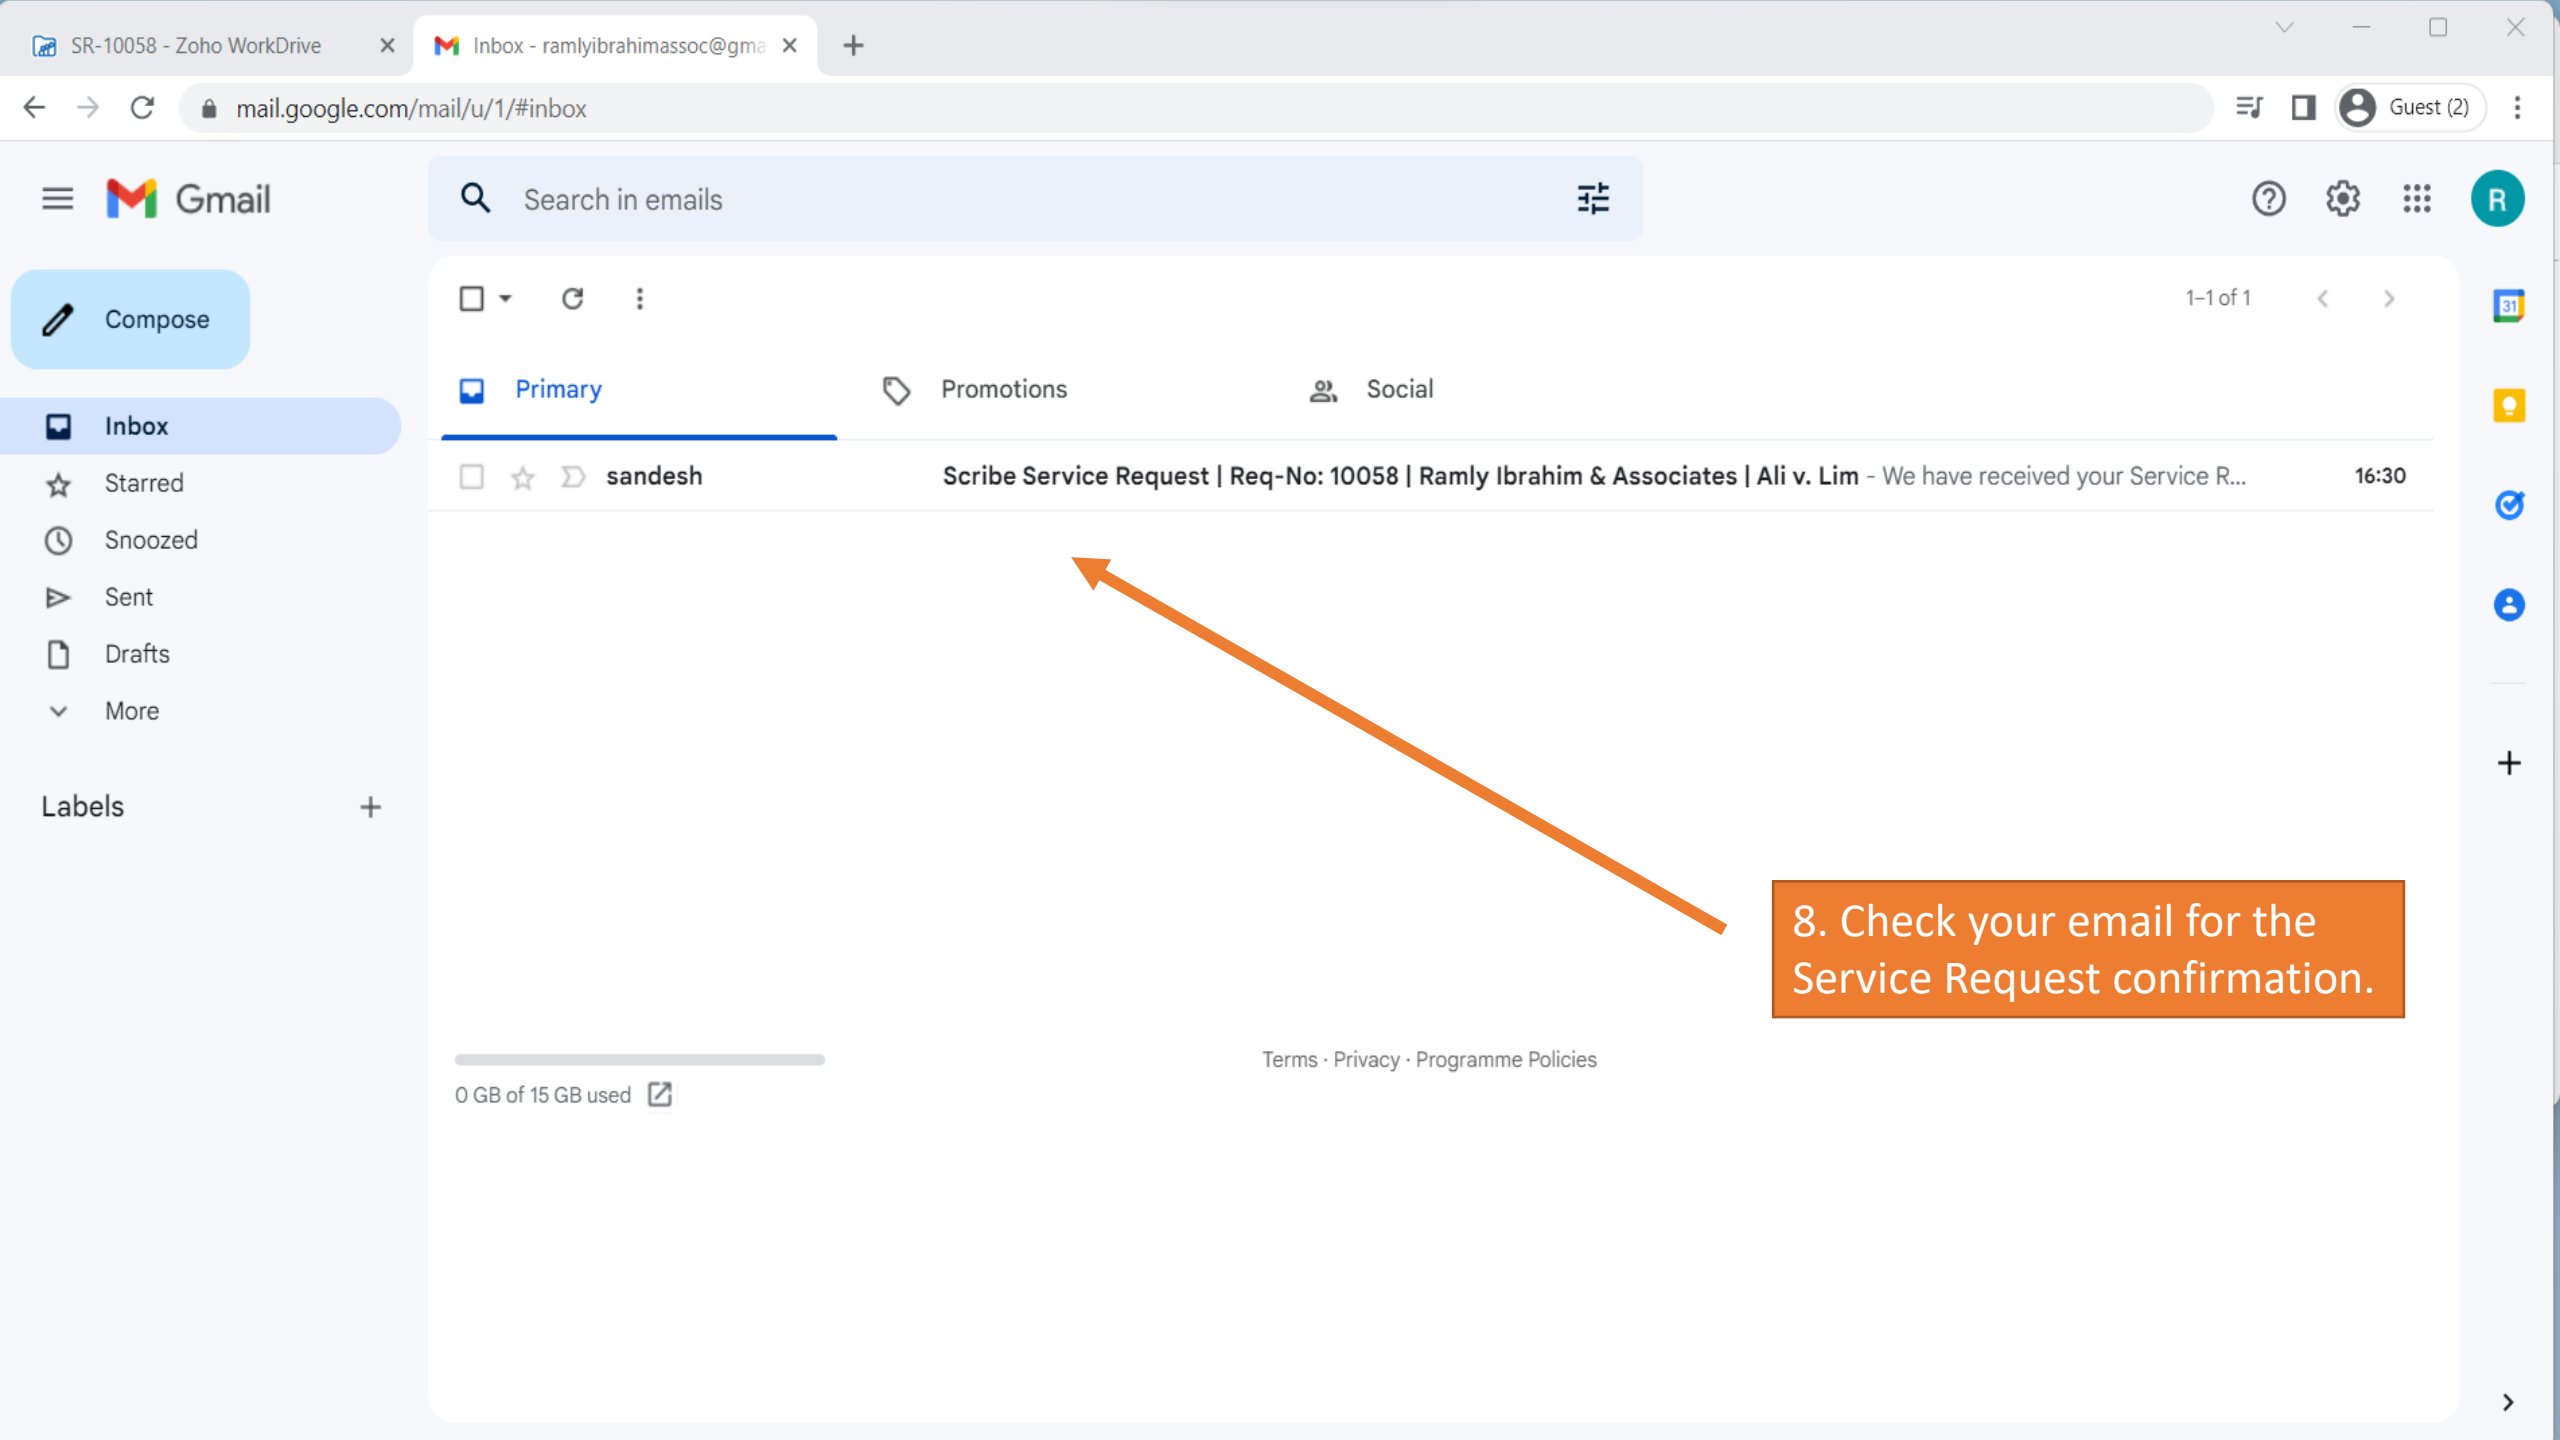 SR-10058 - Zoho WorkDrive
Inbox - ramlyibrahimassoc@gma
mail.google.com/mail/u/1/#inbox
Guest (2)
Gmail
Search in emails
R
Compose
1–1 of 1
31
Primary
Promotions
Social
Inbox
sandesh
Scribe Service Request | Req-No: 10058 | Ramly Ibrahim & Associates | Ali v. Lim - We have received your Service R...
16:30
Starred
Snoozed
Sent
Drafts
More
Labels
8. Check your email for the
Service Request confirmation.
Terms · Privacy · Programme Policies
0 GB of 15 GB used